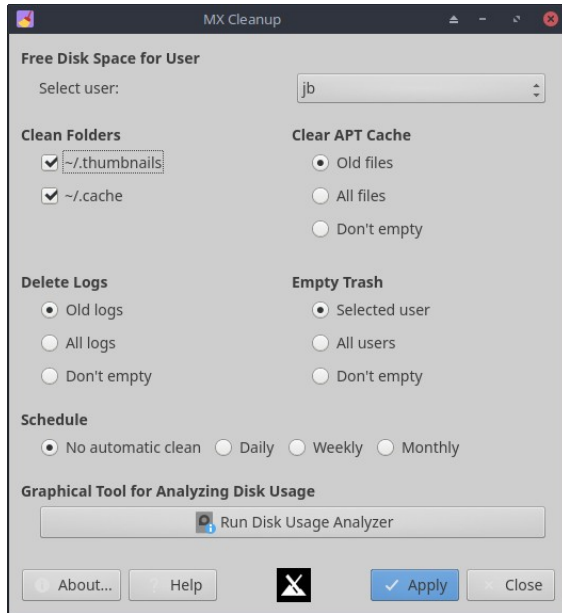 MX Cleanup
Free Disk Space for User
Select user: jb
Clean Folders
~/.thumbnails
~/.cache
Clear APT Cache
Old files
All files
Don't empty
Delete Logs
Old logs
All logs
Don't empty
Empty Trash
Selected user
All users
Don't empty
Schedule
No automatic clean Daily Weekly Monthly
Graphical Tool for Analyzing Disk Usage
Run Disk Usage Analyzer
About... Help Apply Close